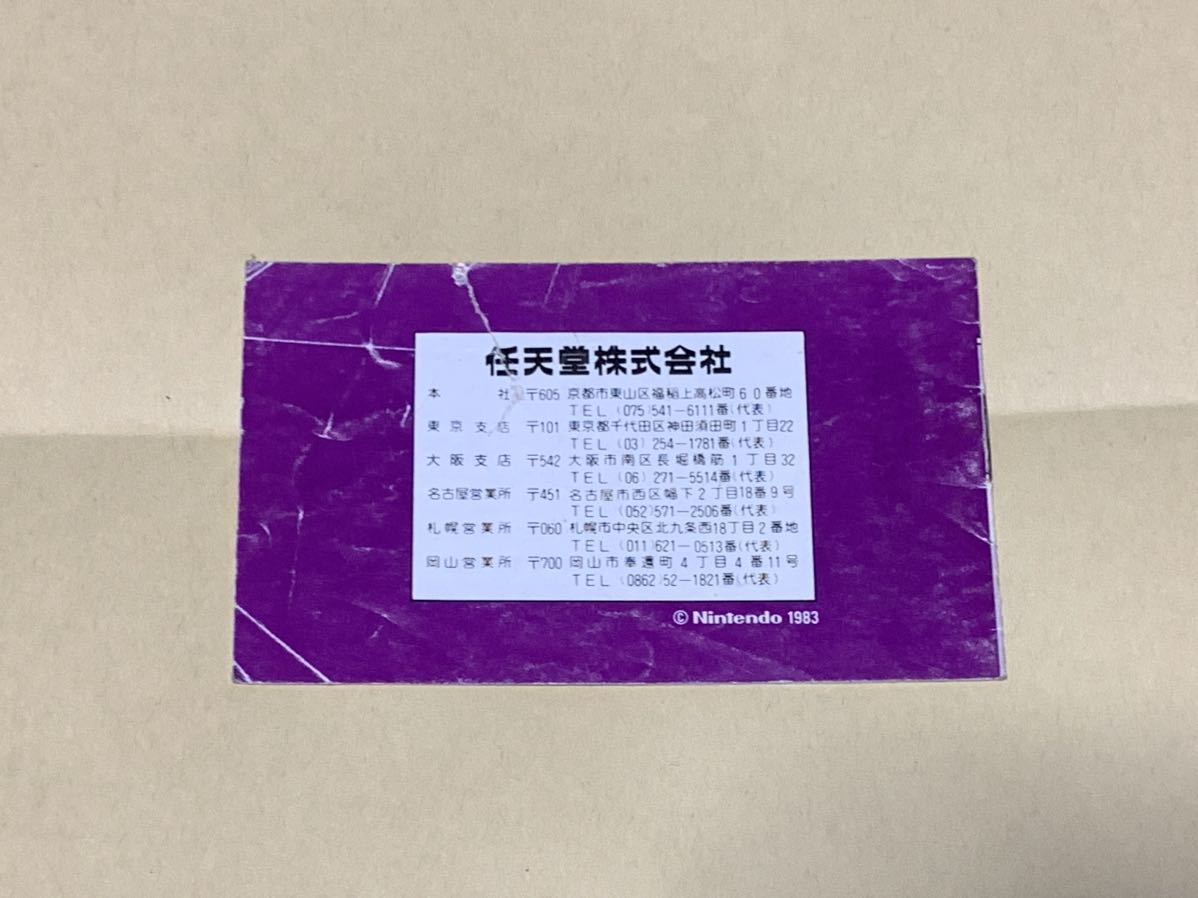 任天堂株式会社
本社 〒605 京都市東山区福稲上高松町60番地
TEL (075)541-6111番(代表)
東京支店 〒101 東京都千代田区神田須田町1丁目22
TEL (03) 254-1781番(代表)
大阪支店 〒542 大阪市南区長堀橋筋1丁目32
TEL (06) 271-5514番(代表)
名古屋営業所 〒451 名古屋市西区幅下2丁目18番9号
TEL (052)571-2506番(代表)
札幌営業所 〒060 札幌市中央区北九条西18丁目2番地
TEL (011)621-0513番(代表)
岡山営業所 〒700 岡山市奉還町4丁目4番11号
TEL (0862)52-1821番(代表)
© Nintendo 1983